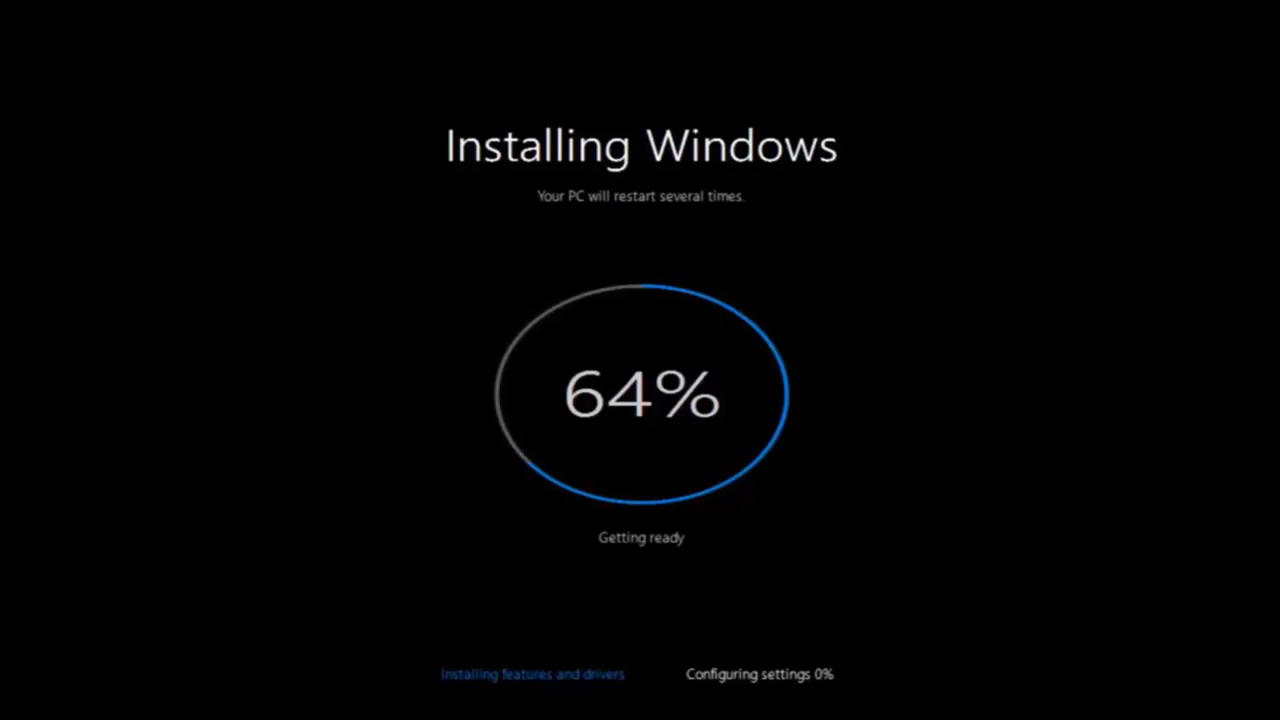 Installing Windows
Your PC will restart several times.
64%
Getting ready
Installing features and drivers
Configuring settings 0%